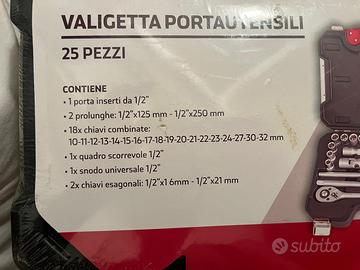 VALIGETTA PORTAUTENSILI
25 PEZZI
CONTIENE
• 1 porta inserti da 1/2"
• 2 prolunghe: 1/2"x125 mm - 1/2"x250 mm
• 18x chiavi combinate:
10-11-12-13-14-15-16-17-18-19-20-21-22-23-24-27-30-32 mm
• 1x quadro scorrevole 1/2"
• 1x snodo universale 1/2"
• 2x chiavi esagonali: 1/2"x16mm - 1/2"x21 mm
subito